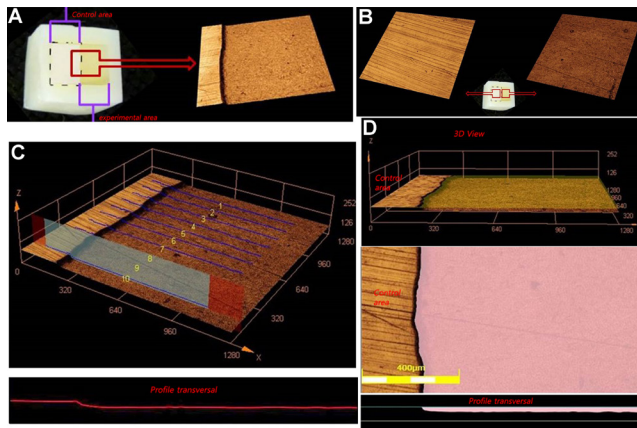 A
Control area
experimental area
B
C
Z
252
126
1280
960
640
320
1
2
3
4
5
6
7
8
9
10
0
320
640
960
1280
X
Profile transversal
D
3D View
Z
Control
area
252
126
1280
960
640
320
320
640
960
1280
Control
area
400µm
Profile transversal